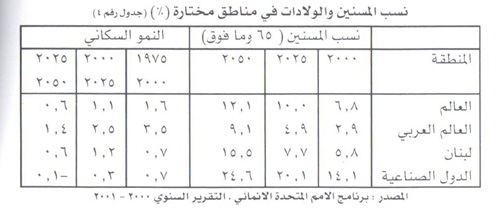 نسب المسنين والولادات في مناطق مختارة (٪) (جدول رقم ٤)
نسب المسنين ( ٦٥ وما فوق) النمو السكاني
المنطقة ٢٠٠٠ ٢٠٢٥ ٢٠٥٠ ١٩٧٥ ٢٠٠٠ ٢٠٢٥
٢٠٠٠ ٢٠٢٥ ٢٠٥٠
العالم ٦,٨ ١٠,٠ ١٢,١ ١,٦ ١,١ ٠,٦
العالم العربي ٢,٩ ٤,٩ ٩,١ ٣,٥ ٢,٥ ١,٤
لبنان ٥,٨ ٧,٧ ١٥,٥ ٠,٧ ١,٢ ٠,٦
الدول الصناعية ١٤,١ ٢٠,١ ٢٤,٦ ٠,٧ ٠,٣ ٠,١-
المصدر : برنامج الامم المتحدة الانمائي ، التقرير السنوي ٢٠٠٠ - ٢٠٠١